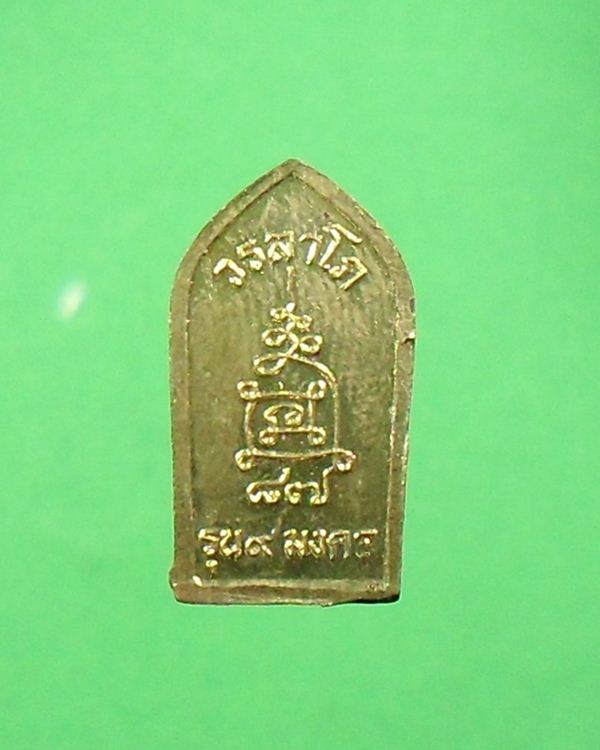 วรลาโภ
๘๗
รุ่น๙ มงคล